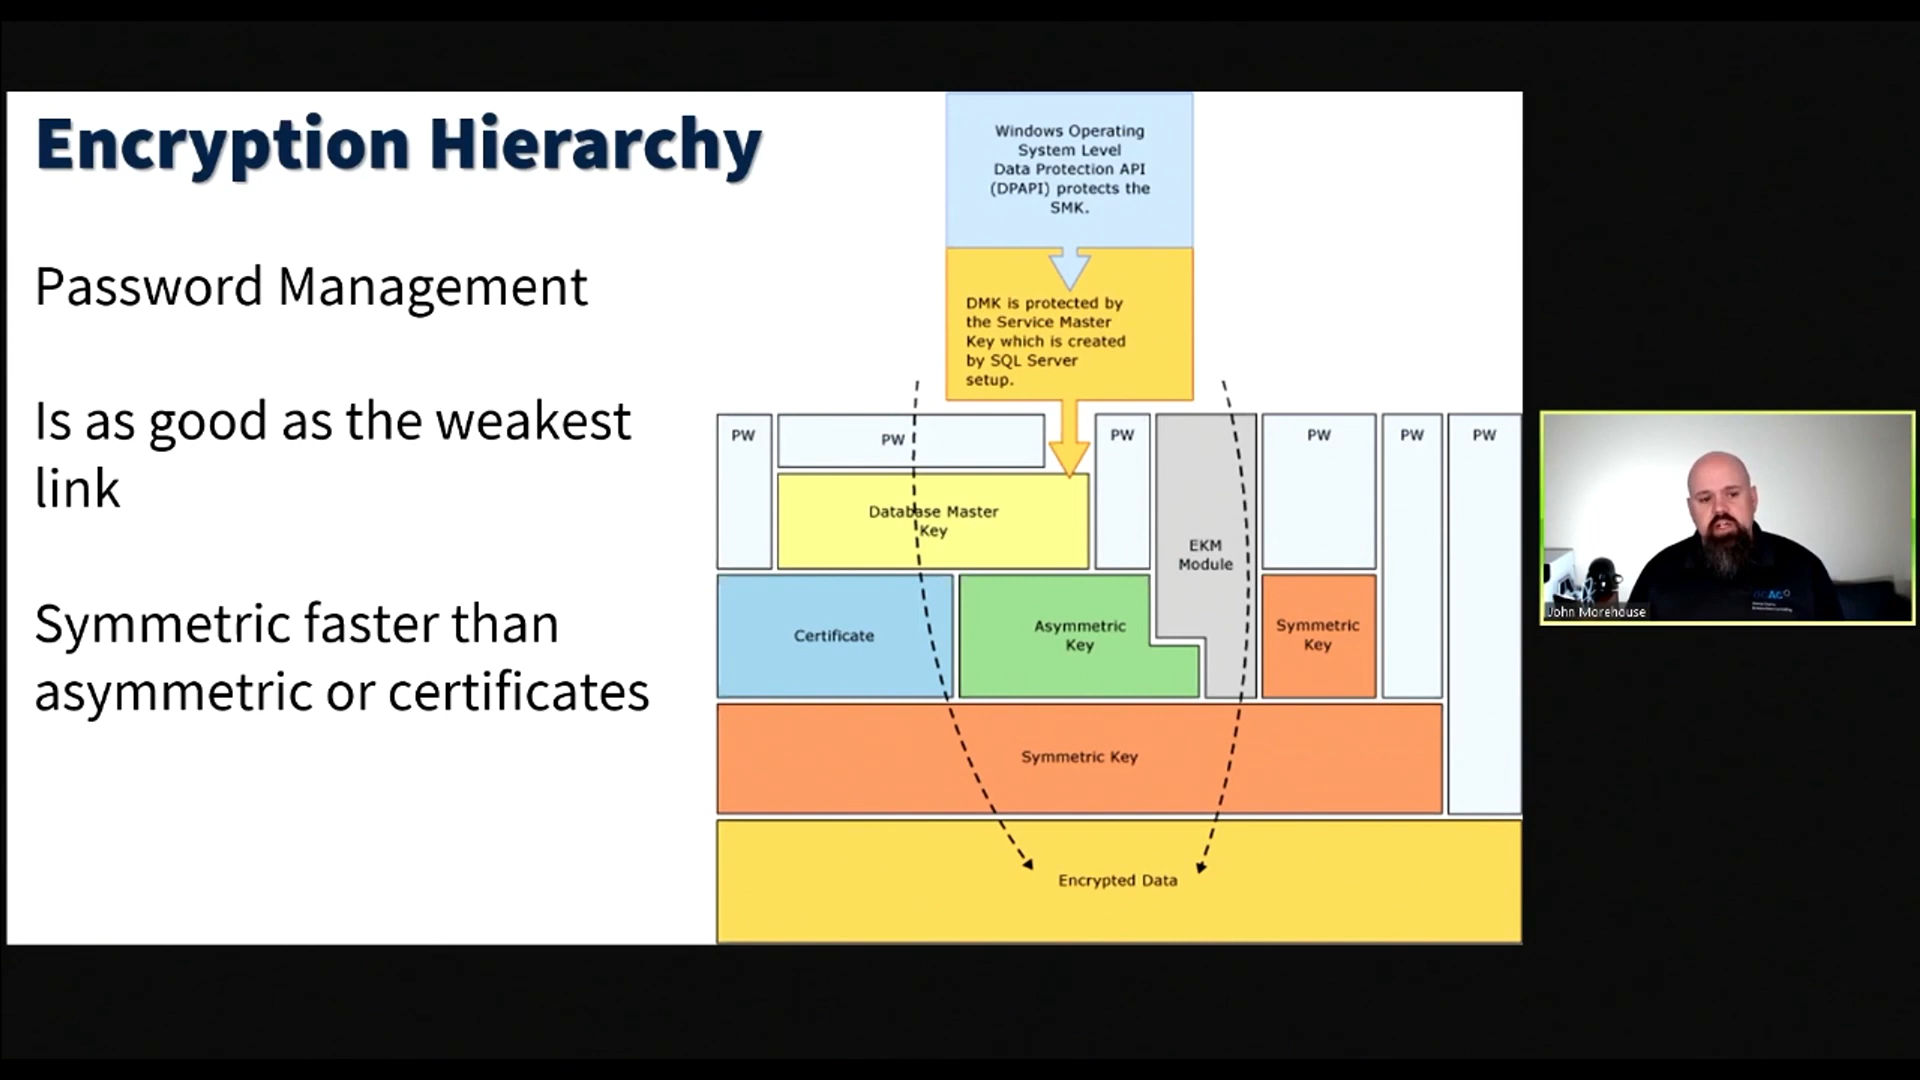 Encryption Hierarchy
Password Management
Is as good as the weakest
link
Symmetric faster than
asymmetric or certificates
Windows Operating
System Level
Data Protection API
(DPAPI) protects the
SMK.
DMK is protected by
the Service Master
Key which is created
by SQL Server
setup.
PW
PW
PW
PW
PW
PW
Database Master
Key
EKM
Module
Certificate
Asymmetric
Key
Symmetric
Key
Symmetric Key
Encrypted Data
John Morehouse